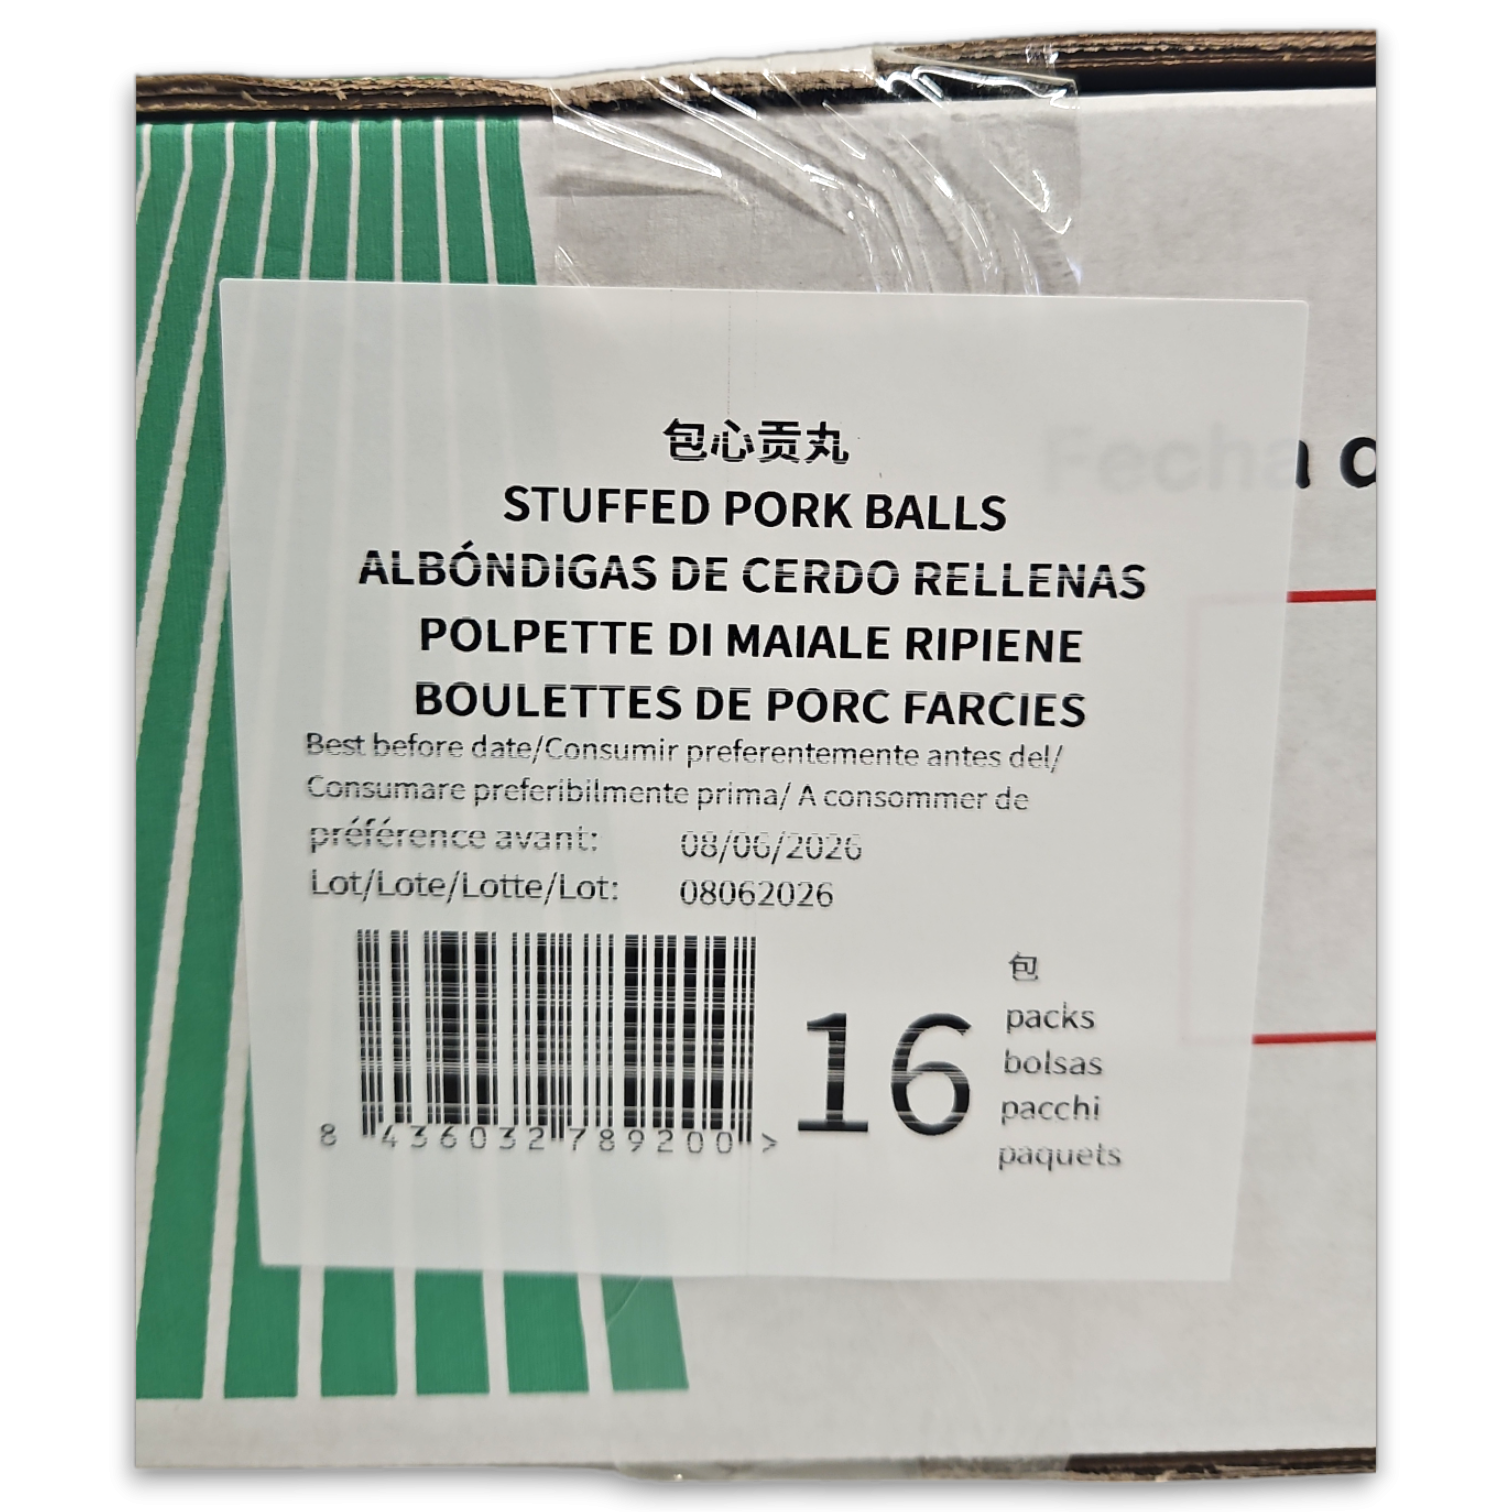 包心贡丸
STUFFED PORK BALLS
ALBÓNDIGAS DE CERDO RELLENAS
POLPETTE DI MAIALE RIPIENE
BOULETTES DE PORC FARCIES
Best before date/Consumir preferentemente antes del/
Consumare preferibilmente prima/ A consommer de
préférence avant: 08/06/2026
Lot/Lote/Lotte/Lot: 08062026
8 436032 789200 >
16
包
packs
bolsas
pacchi
paquets
Fecha